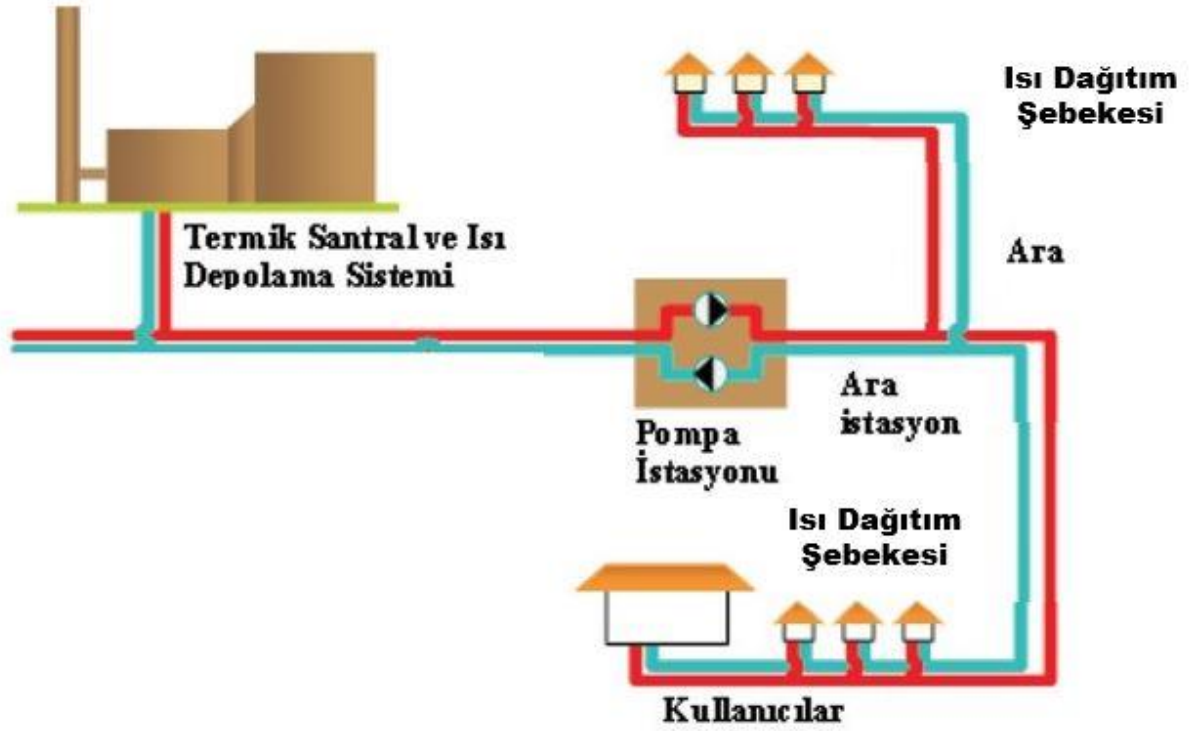 Isı Dağıtım
Şebekesi
Termik Santral ve Isı
Depolama Sistemi
Ara
Ara
istasyon
Pompa
İstasyonu
Isı Dağıtım
Şebekesi
Kullanıcılar